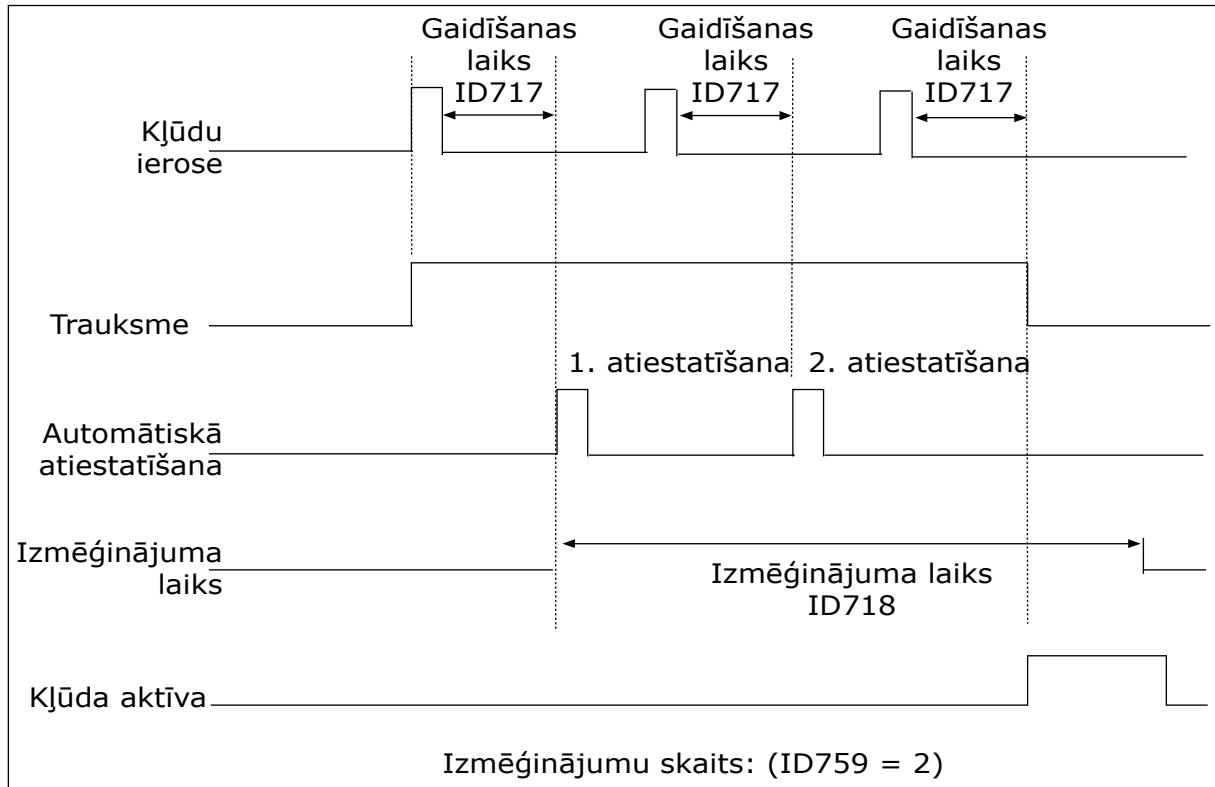 Gaidīšanas
laiks
ID717
Gaidīšanas
laiks
ID717
Gaidīšanas
laiks
ID717
Kļūdu
ierose
Trauksme
1. atiestatīšana
2. atiestatīšana
Automātiskā
atiestatīšana
Izmēģinājuma
laiks
Izmēģinājuma laiks
ID718
Kļūda aktīva
Izmēģinājumu skaits: (ID759 = 2)